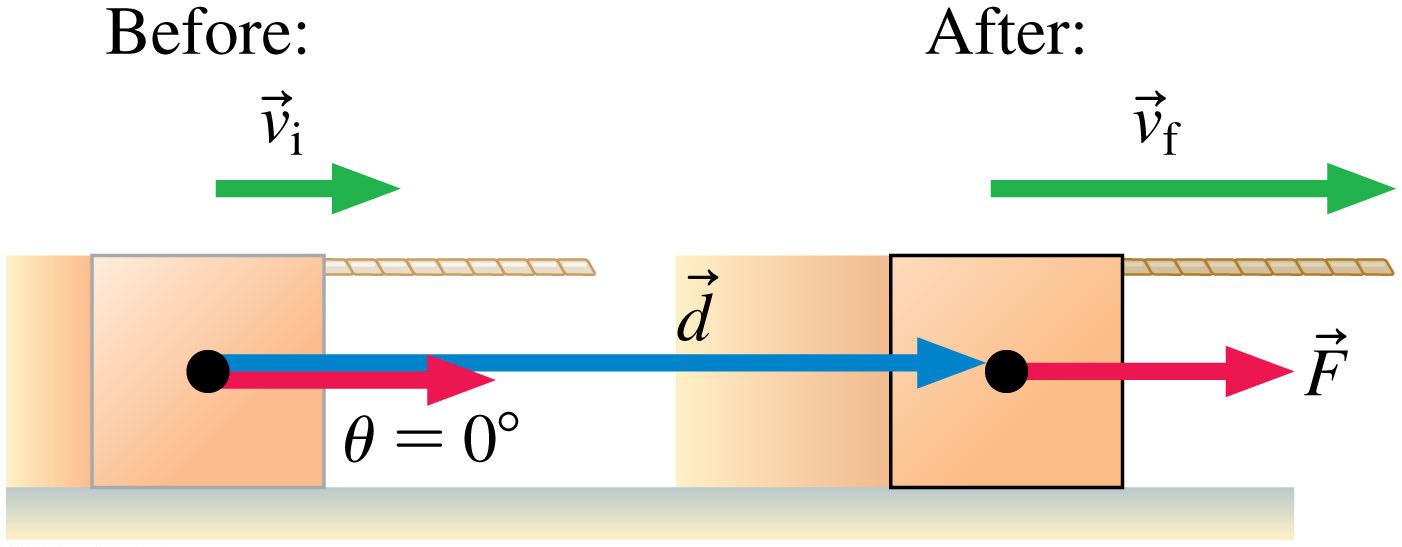 Before:
After:
v⃗i
v⃗f
d⃗
F⃗
θ = 0°